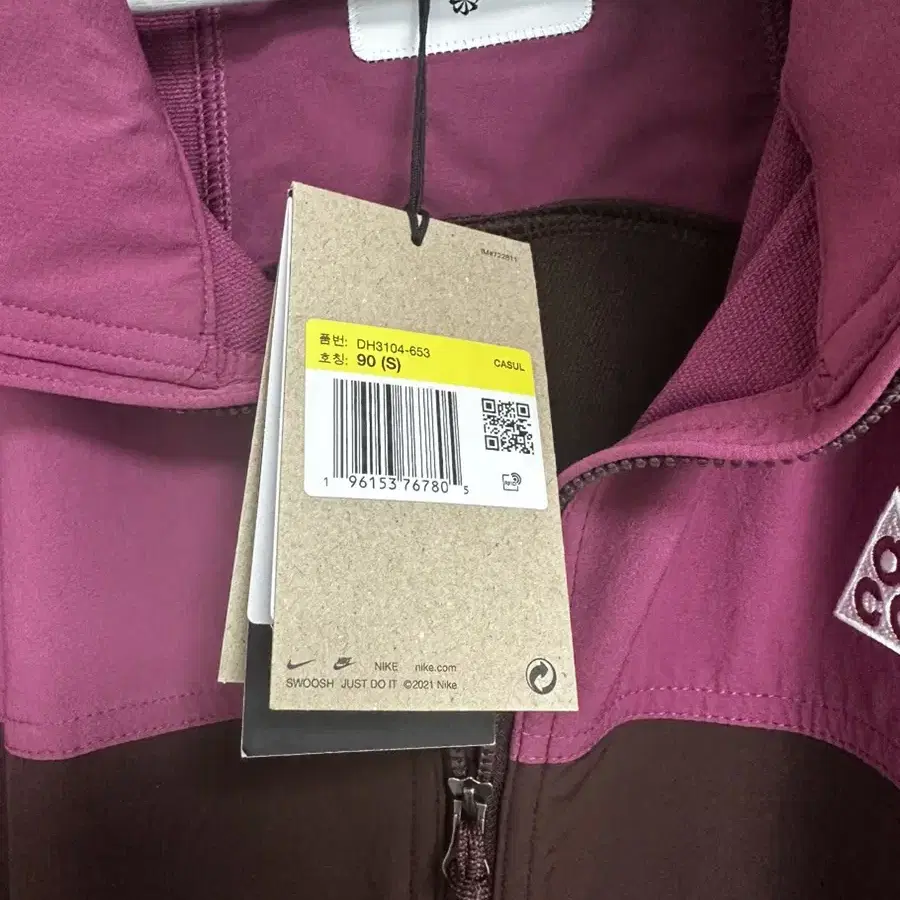 품번: DH3104-653
호칭: 90 (S)
CASUL
1 96153 76780 5
RFID
NIKE nike.com
SWOOSH JUST DO IT ©2021 Nike